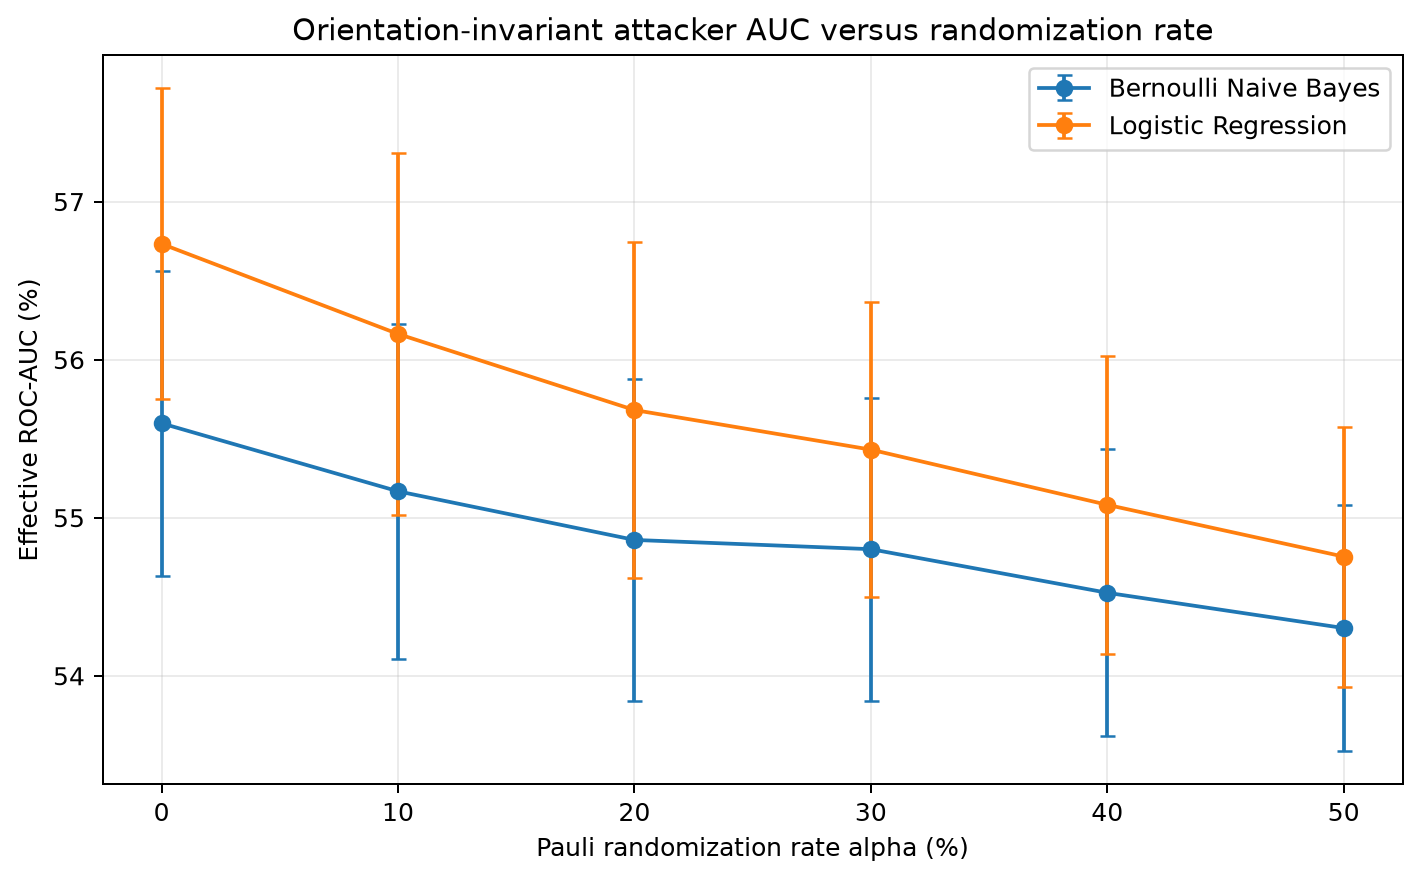 Orientation-invariant attacker AUC versus randomization rate
Bernoulli Naive Bayes
Logistic Regression
Effective ROC-AUC (%)
57
56
55
54
0 10 20 30 40 50
Pauli randomization rate alpha (%)